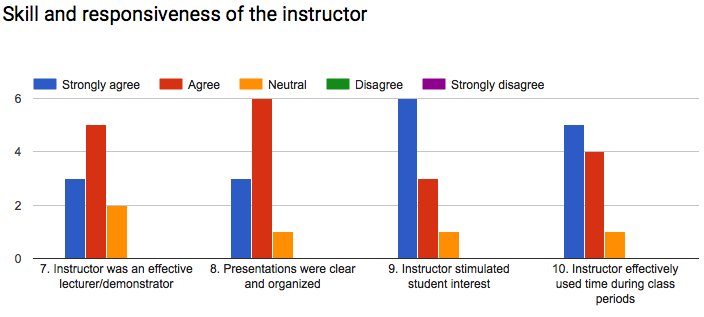 Skill and responsiveness of the instructor
Strongly agree Agree Neutral Disagree Strongly disagree
6
4
2
0
7. Instructor was an effective
lecturer/demonstrator
8. Presentations were clear
and organized
9. Instructor stimulated
student interest
10. Instructor effectively
used time during class
periods